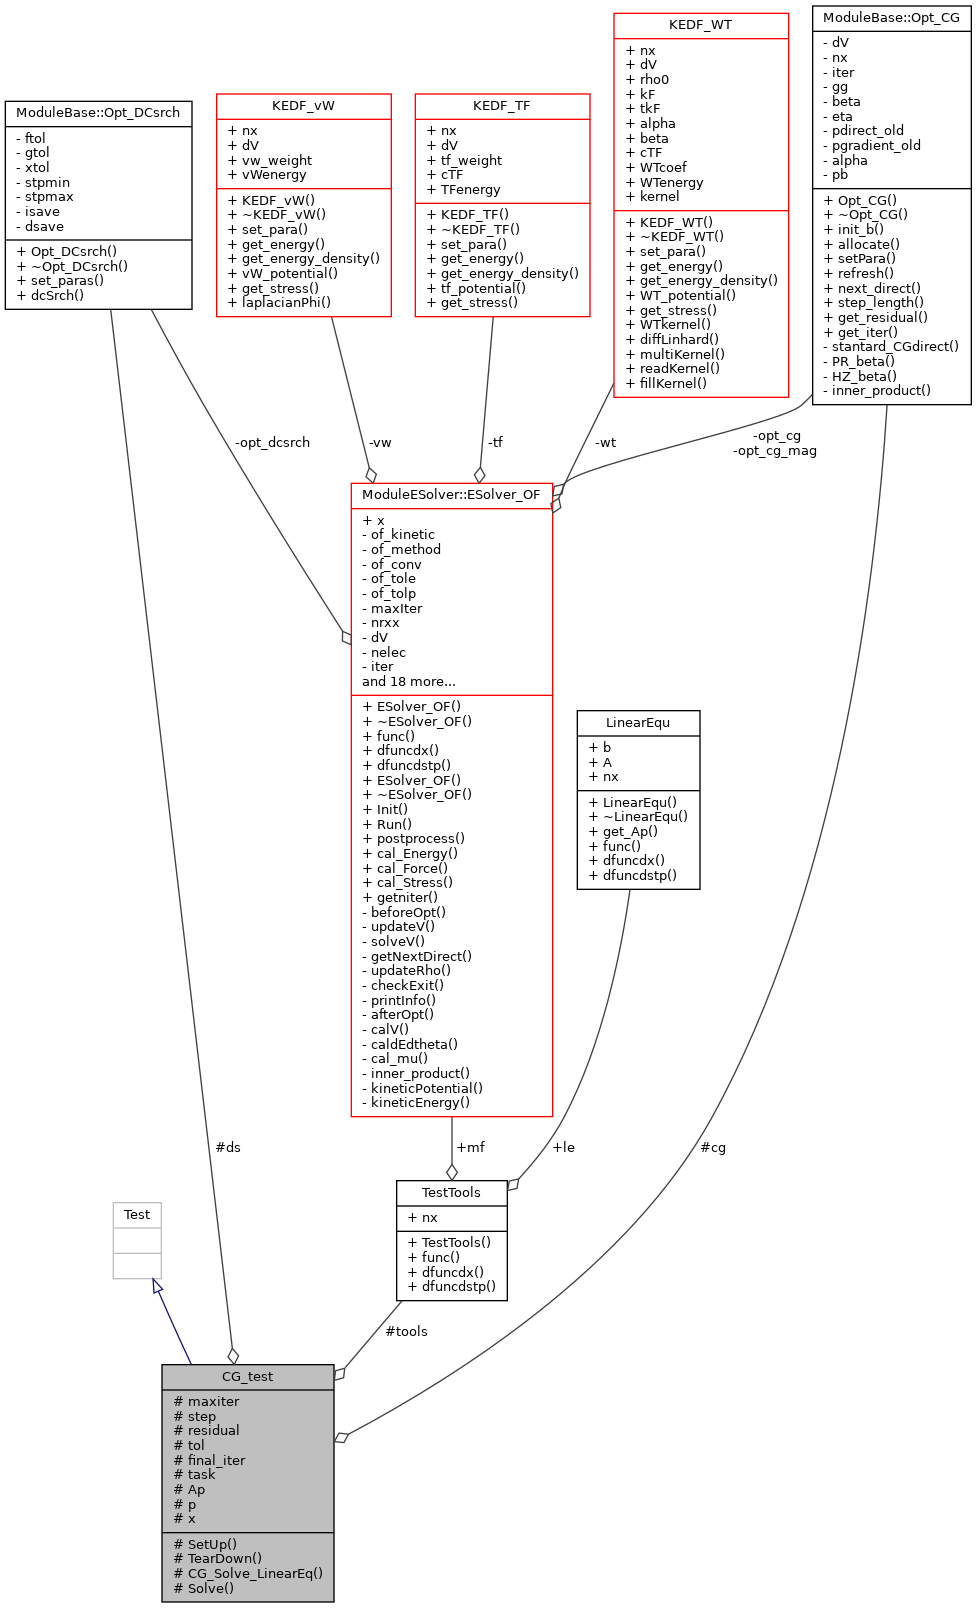 ModuleBase::Opt_DCsrch
- ftol
- gtol
- xtol
- stpmin
- stpmax
- isave
- dsave
+ Opt_DCsrch()
+ ~Opt_DCsrch()
+ set_paras()
+ dcSrch()
KEDF_vW
+ nx
+ dV
+ vw_weight
+ vWenergy
+ KEDF_vW()
+ ~KEDF_vW()
+ set_para()
+ get_energy()
+ get_energy_density()
+ vW_potential()
+ get_stress()
+ laplacianPhi()
KEDF_TF
+ nx
+ dV
+ tf_weight
+ cTF
+ TFenergy
+ KEDF_TF()
+ ~KEDF_TF()
+ set_para()
+ get_energy()
+ get_energy_density()
+ tf_potential()
+ get_stress()
KEDF_WT
+ nx
+ dV
+ rho0
+ kF
+ tkF
+ alpha
+ beta
+ cTF
+ WTcoef
+ WTenergy
+ kernel
+ KEDF_WT()
+ ~KEDF_WT()
+ set_para()
+ get_energy()
+ get_energy_density()
+ WT_potential()
+ get_stress()
+ WTkernel()
+ diffLinhard()
+ multiKernel()
+ readKernel()
+ fillKernel()
ModuleBase::Opt_CG
- dV
- nx
- iter
- gg
- beta
- eta
- pdirect_old
- pgradient_old
- alpha
- pb
+ Opt_CG()
+ ~Opt_CG()
+ init_b()
+ allocate()
+ setPara()
+ refresh()
+ next_direct()
+ step_length()
+ get_residual()
+ get_iter()
- stantard_CGdirect()
- PR_beta()
- HZ_beta()
- inner_product()
-opt_dcsrch
-vw
-tf
-wt
-opt_cg
-opt_cg_mag
ModuleESolver::ESolver_OF
+ x
- of_kinetic
- of_method
- of_conv
- of_tole
- of_tolp
- maxIter
- nrxx
- dV
- nelec
- iter
and 18 more...
+ ESolver_OF()
+ ~ESolver_OF()
+ func()
+ dfuncdx()
+ dfuncdstp()
+ ESolver_OF()
+ ~ESolver_OF()
+ Init()
+ Run()
+ postprocess()
+ cal_Energy()
+ cal_Force()
+ cal_Stress()
+ getniter()
- beforeOpt()
- updateV()
- solveV()
- getNextDirect()
- updateRho()
- checkExit()
- printInfo()
- afterOpt()
- calV()
- caldEdtheta()
- cal_mu()
- inner_product()
- kineticPotential()
- kineticEnergy()
LinearEqu
+ b
+ A
+ nx
+ LinearEqu()
+ ~LinearEqu()
+ get_Ap()
+ func()
+ dfuncdx()
+ dfuncdstp()
#ds
+mf
+le
#cg
TestTools
+ nx
+ TestTools()
+ func()
+ dfuncdx()
+ dfuncdstp()
Test
#tools
CG_test
# maxiter
# step
# residual
# tol
# final_iter
# task
# Ap
# p
# x
# SetUp()
# TearDown()
# CG_Solve_LinearEq()
# Solve()